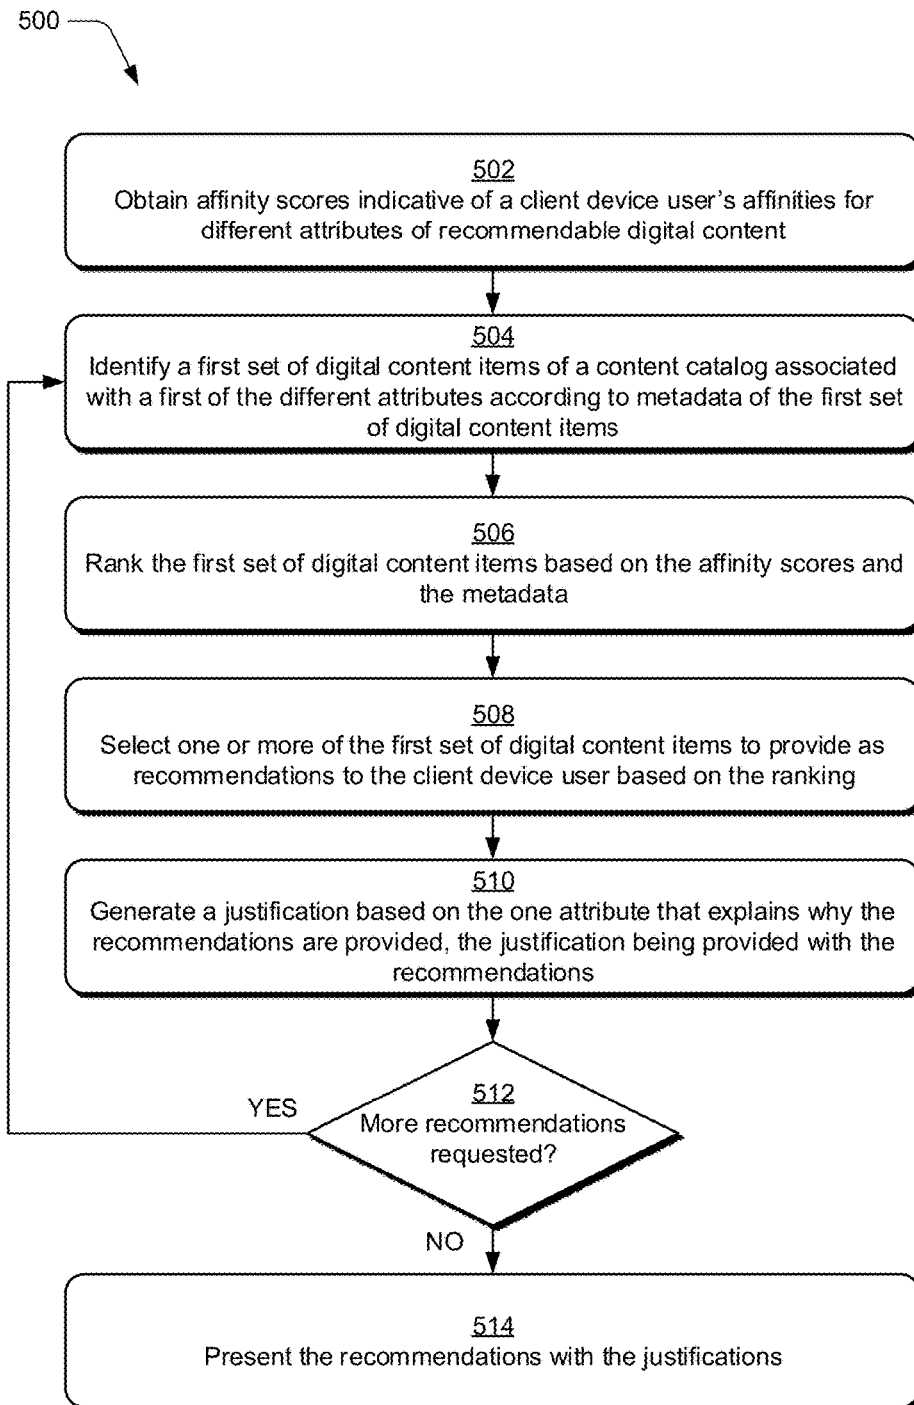 500
502
Obtain affinity scores indicative of a client device user's affinities for
different attributes of recommendable digital content
504
Identify a first set of digital content items of a content catalog associated
with a first of the different attributes according to metadata of the first set
of digital content items
506
Rank the first set of digital content items based on the affinity scores and
the metadata
508
Select one or more of the first set of digital content items to provide as
recommendations to the client device user based on the ranking
510
Generate a justification based on the one attribute that explains why the
recommendations are provided, the justification being provided with the
recommendations
512
YES
More recommendations
requested?
NO
514
Present the recommendations with the justifications